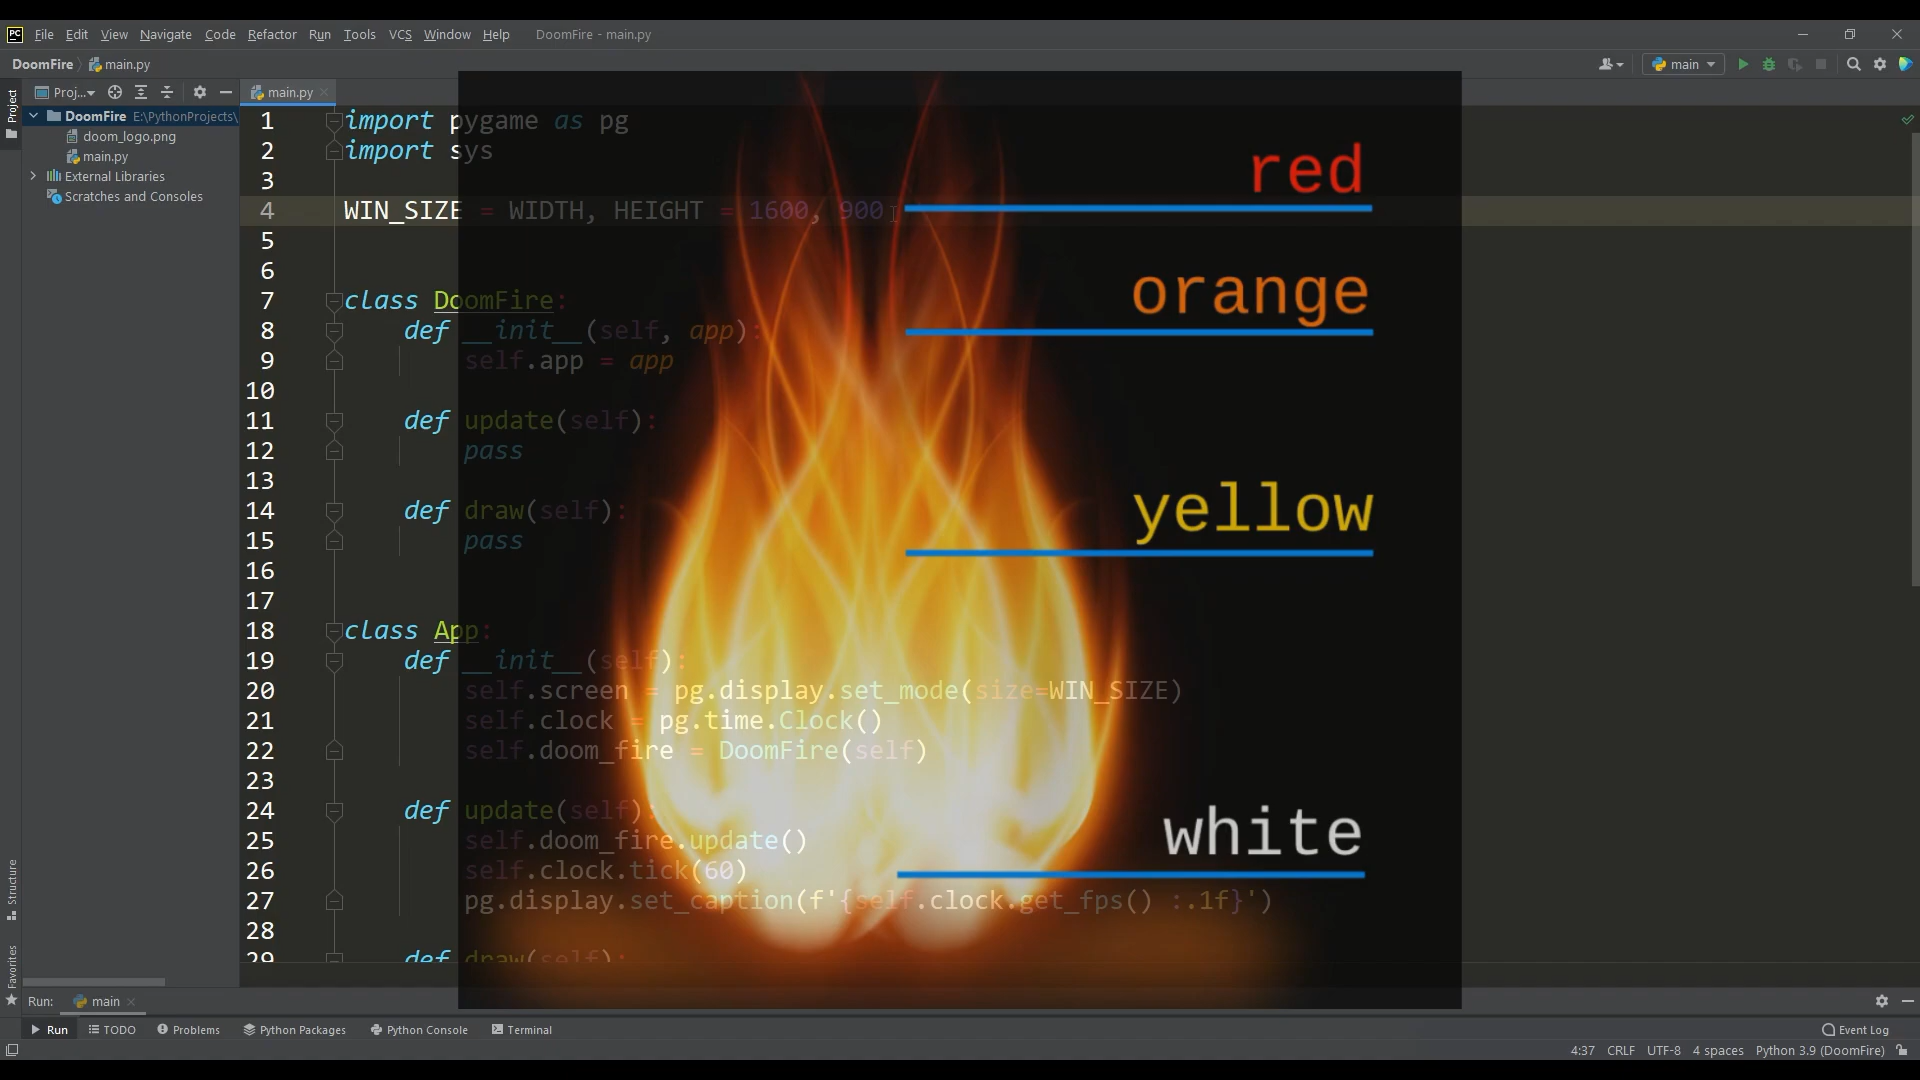 PC File Edit View Navigate Code Refactor Run Tools VCS Window Help DoomFire - main.py
DoomFire main.py main
Project
Proj... main.py
DoomFire E:\PythonProjects\
doom_logo.png
main.py
External Libraries
Scratches and Consoles
1 import pygame as pg
2 import sys
3
4 WIN_SIZE = WIDTH, HEIGHT = 1600, 900
5
6
7 class DoomFire:
8 def __init__(self, app):
9 self.app = app
10
11 def update(self):
12 pass
13
14 def draw(self):
15 pass
16
17
18 class App:
19 def __init__(self):
20 self.screen = pg.display.set_mode(size=WIN_SIZE)
21 self.clock = pg.time.Clock()
22 self.doom_fire = DoomFire(self)
23
24 def update(self):
25 self.doom_fire.update()
26 self.clock.tick(60)
27 pg.display.set_caption(f'{self.clock.get_fps() :.1f}')
28
29 def draw(self):
red
orange
yellow
white
Structure
Favorites
Run: main
Run TODO Problems Python Packages Python Console Terminal Event Log
4:37 CRLF UTF-8 4 spaces Python 3.9 (DoomFire)